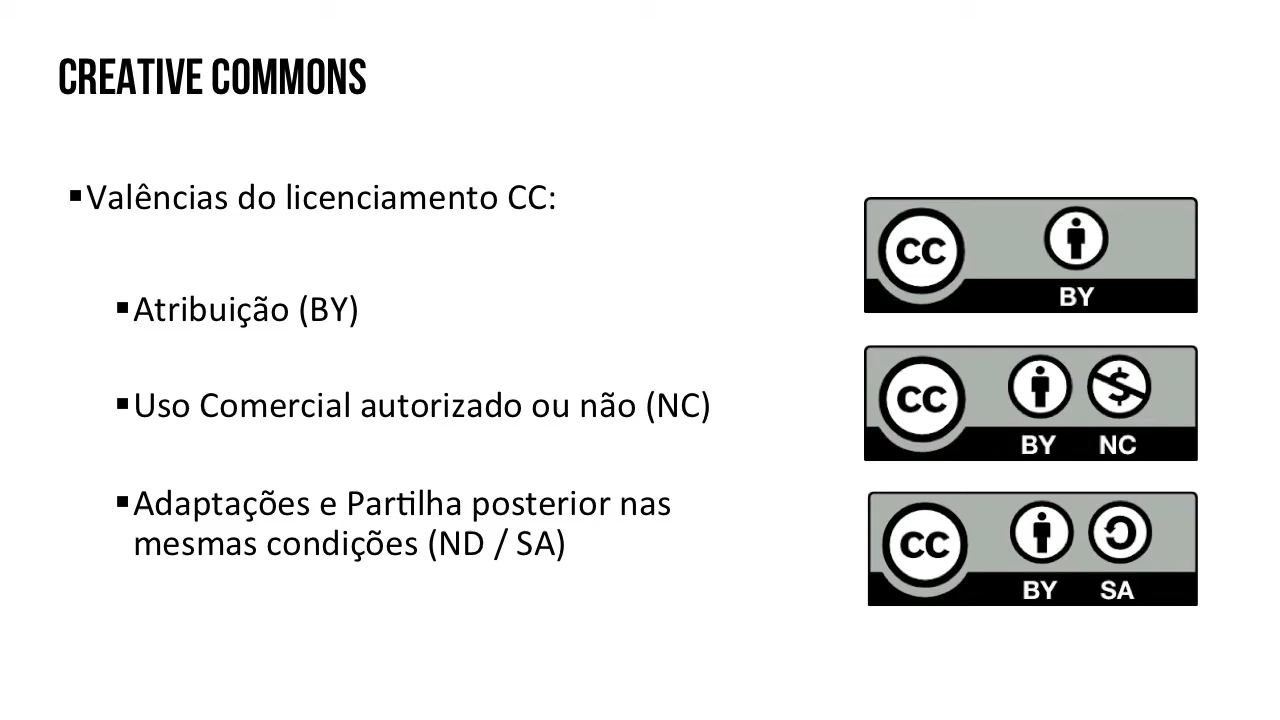 CREATIVE COMMONS
▪Valências do licenciamento CC:
▪Atribuição (BY)
▪Uso Comercial autorizado ou não (NC)
▪Adaptações e Partilha posterior nas
mesmas condições (ND / SA)
CC
BY
CC
BY NC
CC
BY SA